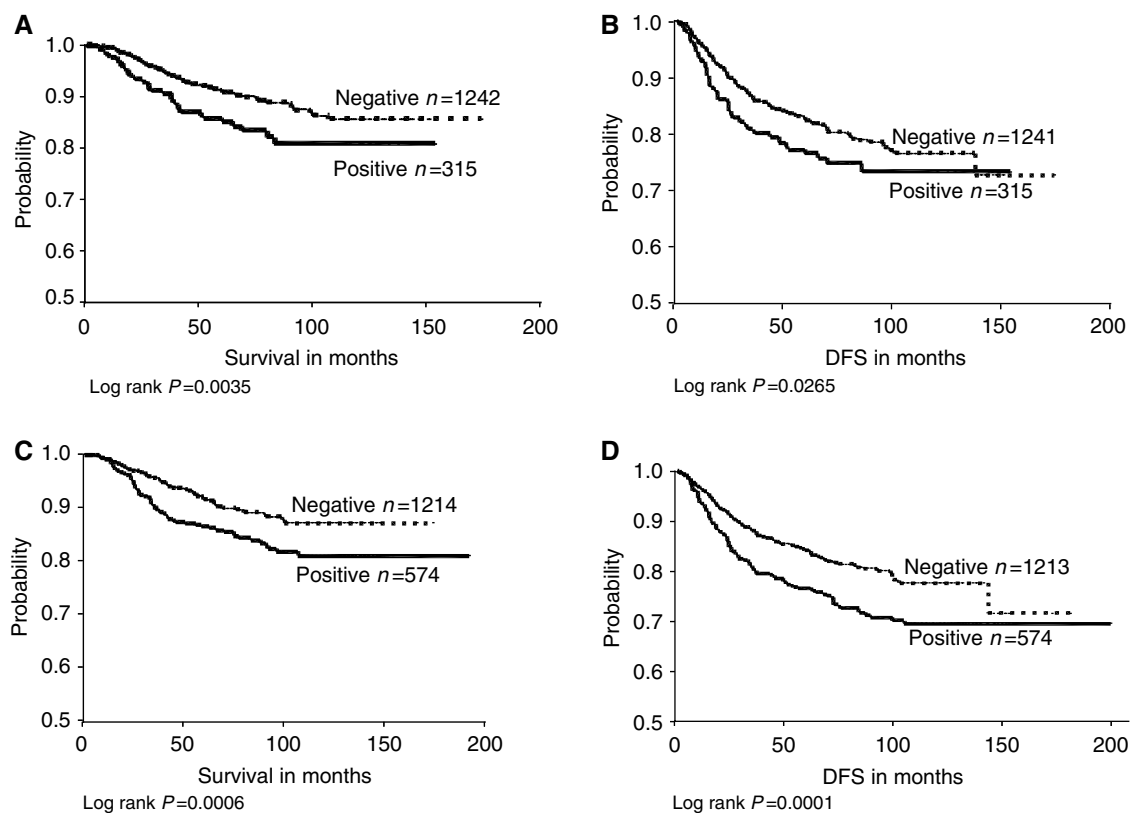 A
1.0
0.9
0.8
0.7
0.6
0.5
Probability
Negative n=1242
Positive n=315
0 50 100 150 200
Survival in months
Log rank P=0.0035
B
1.0
0.9
0.8
0.7
0.6
0.5
Probability
Negative n=1241
Positive n=315
0 50 100 150 200
DFS in months
Log rank P=0.0265
C
1.0
0.9
0.8
0.7
0.6
0.5
Probability
Negative n=1214
Positive n=574
0 50 100 150 200
Survival in months
Log rank P=0.0006
D
1.0
0.9
0.8
0.7
0.6
0.5
Probability
Negative n=1213
Positive n=574
0 50 100 150 200
DFS in months
Log rank P=0.0001